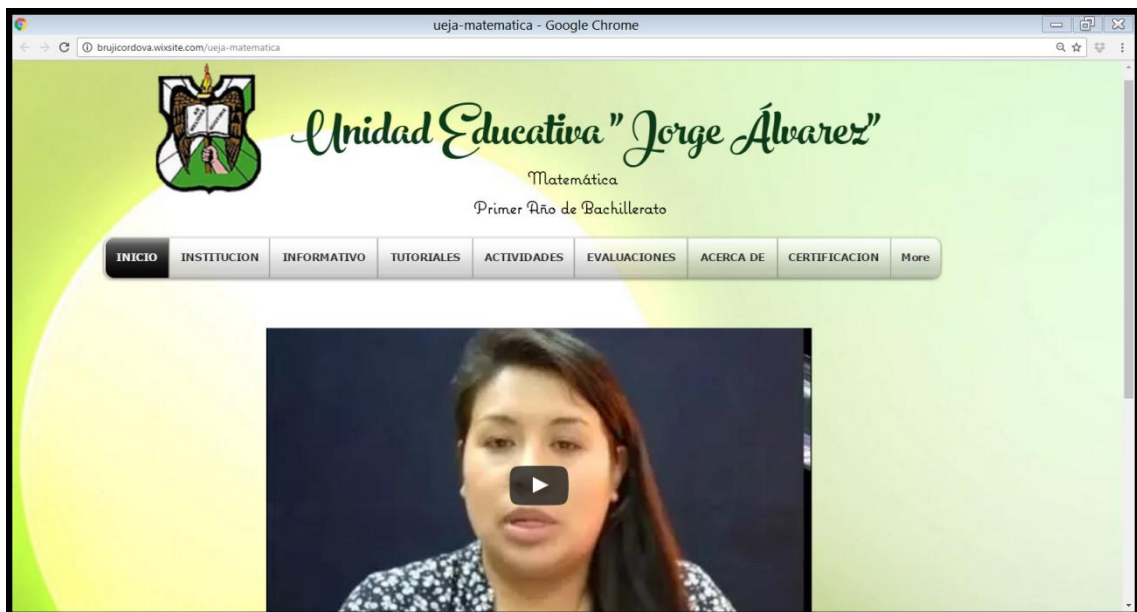 ueja-matematica - Google Chrome
brujicordova.wixsite.com/ueja-matematica
Unidad Educativa "Jorge Álvarez"
Matemática
Primer Año de Bachillerato
INICIO INSTITUCION INFORMATIVO TUTORIALES ACTIVIDADES EVALUACIONES ACERCA DE CERTIFICACION More